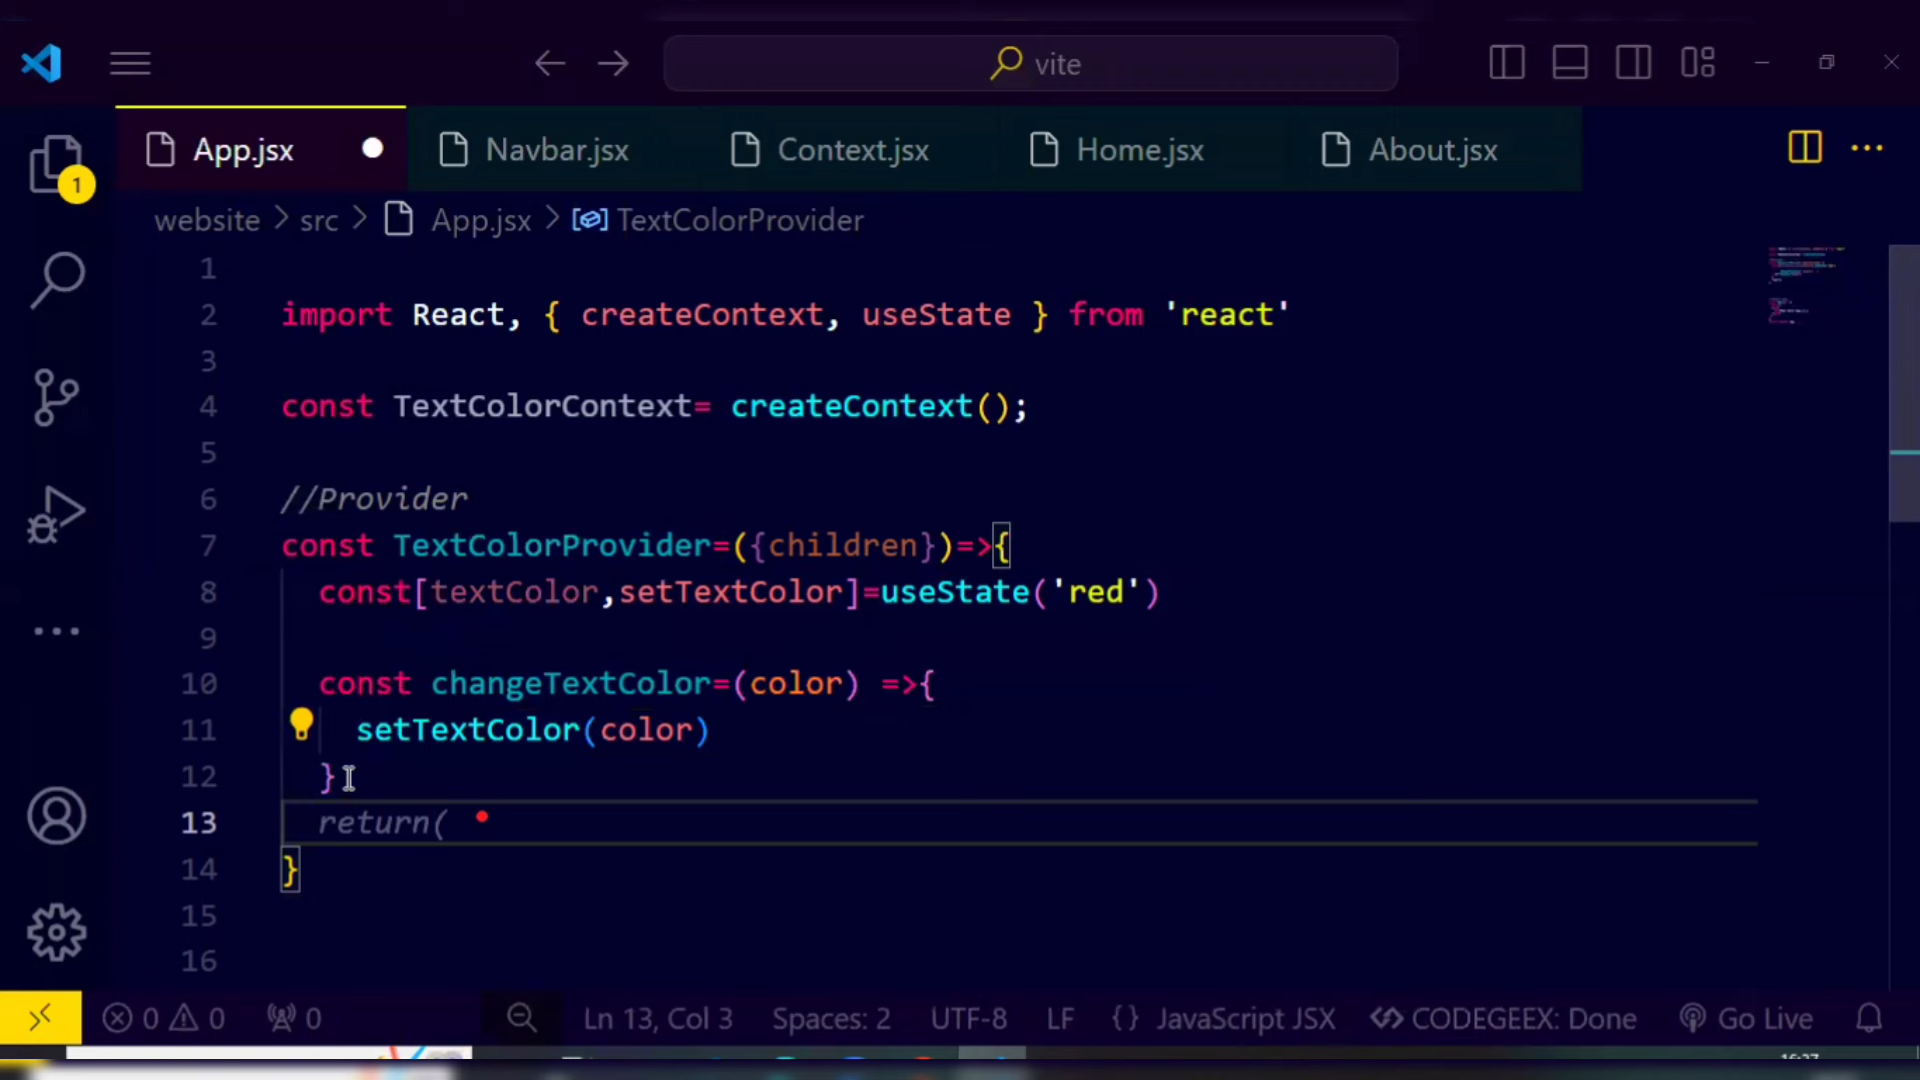 vite
App.jsx Navbar.jsx Context.jsx Home.jsx About.jsx
1
website > src > App.jsx > TextColorProvider
1
2 import React, { createContext, useState } from 'react'
3
4 const TextColorContext= createContext();
5
6 //Provider
7 const TextColorProvider=({children})=>{
8 const[textColor,setTextColor]=useState('red')
9
10 const changeTextColor=(color) =>{
11 setTextColor(color)
12 }
13 return(
14 }
15
16
0 0 0 Ln 13, Col 3 Spaces: 2 UTF-8 LF {} JavaScript JSX CODEGEEX: Done Go Live